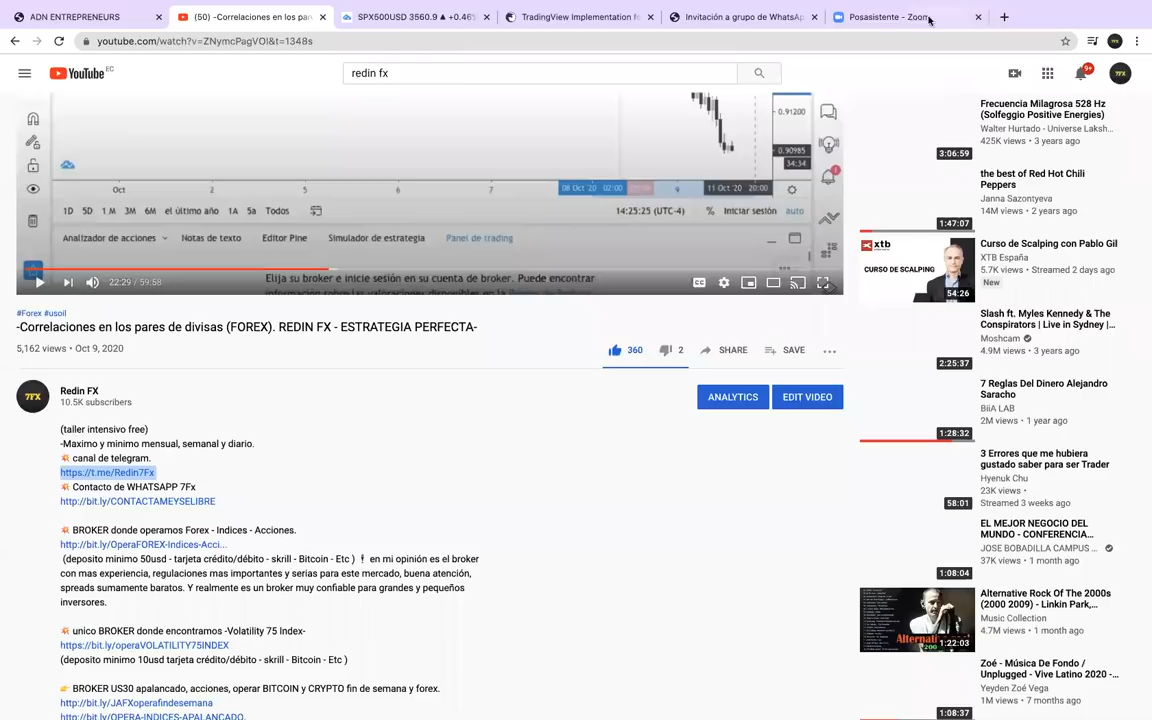 ADN ENTREPRENEURS
(50) -Correlaciones en los par
SPX500USD 3560.9 ▲ +0.46%
TradingView Implementation fo
Invitación a grupo de WhatsAp
Posasistente - Zoom
youtube.com/watch?v=ZNymcPagVOI&t=1348s
YouTube EC
redin fx
9+
7FX
0.91200
0.90985
34:34
Oct 2 5 6 7 08 Oct '20 02:00 9 11 Oct '20 20:00
1D 5D 1 M 3M 6M el último año 1A 5a Todos 14:25:25 (UTC-4) % Iniciar sesión auto
Analizador de acciones Notas de texto Editor Pine Simulador de estrategia Panel de trading
Elija su broker e inicie sesión en su cuenta de broker. Puede encontrar
22:29 / 59:58
#Forex #usoil
-Correlaciones en los pares de divisas (FOREX). REDIN FX - ESTRATEGIA PERFECTA-
5,162 views • Oct 9, 2020
360 2 SHARE SAVE
7FX
Redin FX
10.5K subscribers
ANALYTICS EDIT VIDEO
(taller intensivo free)
-Maximo y minimo mensual, semanal y diario.
💥 canal de telegram.
https://t.me/Redin7Fx
💥 Contacto de WHATSAPP 7Fx
http://bit.ly/CONTACTAMEYSELIBRE
💥 BROKER donde operamos Forex - Indices - Acciones.
http://bit.ly/OperaFOREX-Indices-Acci...
(deposito minimo 50usd - tarjeta crédito/débito - skrill - Bitcoin - Etc ) ❗ en mi opinión es el broker
con mas experiencia, regulaciones mas importantes y serias para este mercado, buena atención,
spreads sumamente baratos. Y realmente es un broker muy confiable para grandes y pequeños
inversores.
💥 unico BROKER donde encontramos -Volatility 75 Index-
https://bit.ly/operaVOLATILITY75INDEX
(deposito minimo 10usd tarjeta crédito/débito - skrill - Bitcoin - Etc )
👉 BROKER US30 apalancado, acciones, operar BITCOIN y CRYPTO fin de semana y forex.
http://bit.ly/JAFXoperafindesemana
http://bit.ly/OPERA-INDICES-APALANCADO.
Frecuencia Milagrosa 528 Hz
(Solfeggio Positive Energies)
Walter Hurtado - Universe Laksh...
425K views • 3 years ago
3:06:59
the best of Red Hot Chili
Peppers
Janna Sazontyeva
14M views • 2 years ago
1:47:07
xtb
CURSO DE SCALPING
54:26
Curso de Scalping con Pablo Gil
XTB España
5.7K views • Streamed 2 days ago
New
Slash ft. Myles Kennedy & The
Conspirators | Live in Sydney |...
Moshcam
4.9M views • 3 years ago
2:25:37
7 Reglas Del Dinero Alejandro
Saracho
BiiA LAB
2M views • 1 year ago
1:28:32
3 Errores que me hubiera
gustado saber para ser Trader
Hyenuk Chu
23K views •
Streamed 3 weeks ago
58:01
EL MEJOR NEGOCIO DEL
MUNDO - CONFERENCIA...
JOSE BOBADILLA CAMPUS ...
37K views • 1 month ago
1:08:04
Alternative Rock Of The 2000s
(2000 2009) - Linkin Park,...
Music Collection
4.7M views • 1 month ago
1:22:03
Zoé - Música De Fondo /
Unplugged - Vive Latino 2020 -...
Yeyden Zoé Vega
1M views • 7 months ago
1:08:37